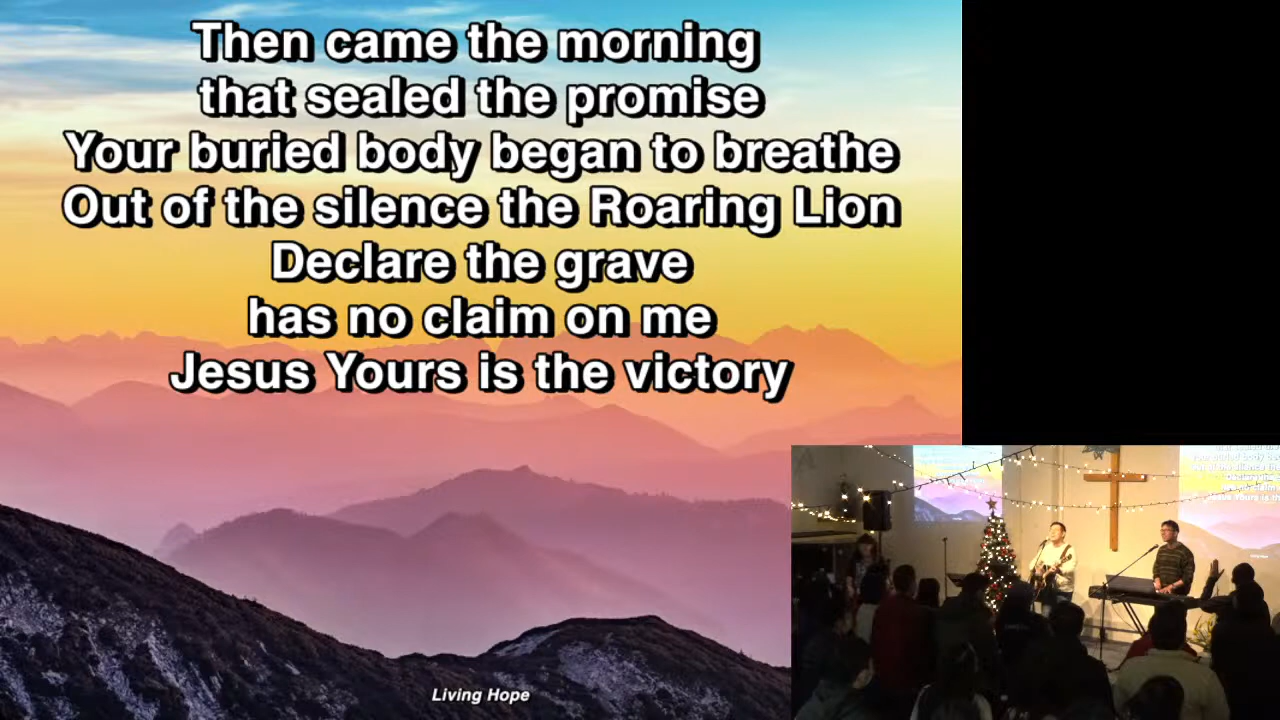 Then came the morning
that sealed the promise
Your buried body began to breathe
Out of the silence the Roaring Lion
Declare the grave
has no claim on me
Jesus Yours is the victory
Living Hope